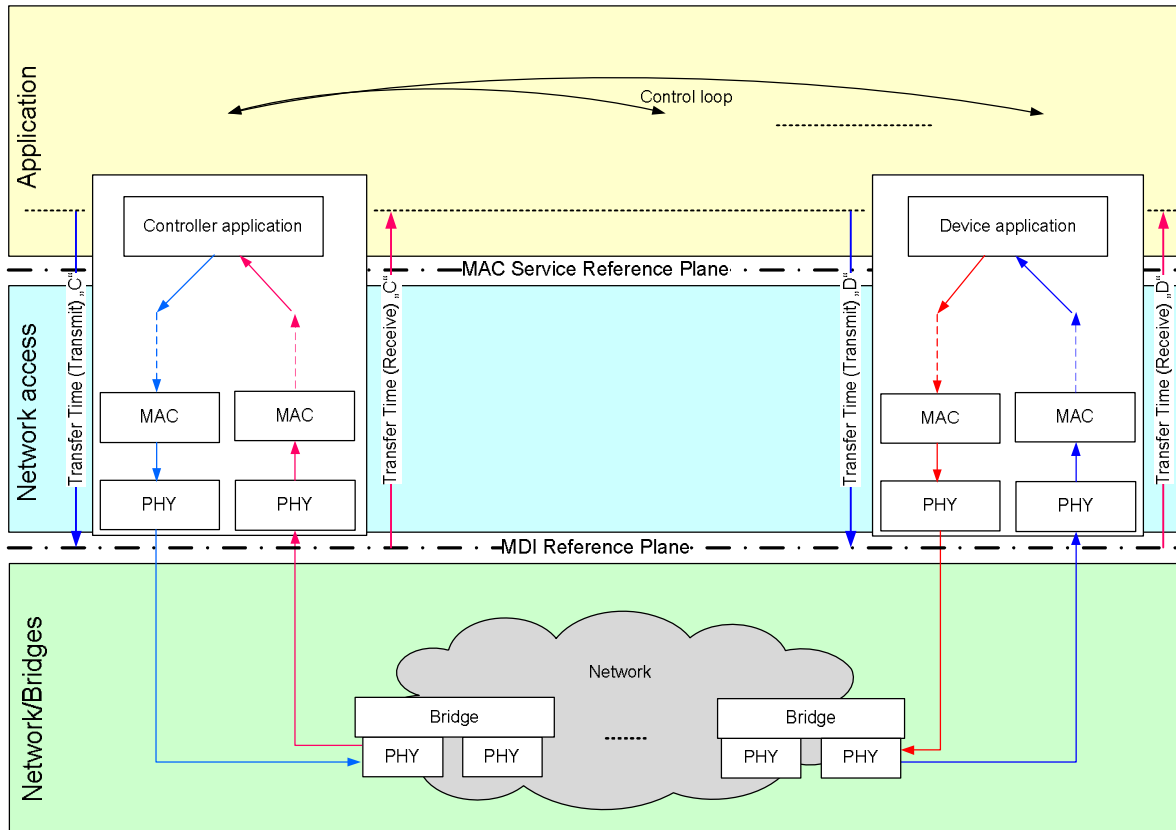 Application
Control loop
Controller application
Device application
MAC Service Reference Plane
Network access
Transfer Time (Transmit) „C“
Transfer Time (Receive) „C“
Transfer Time (Transmit) „D“
Transfer Time (Receive) „D“
MAC
MAC
MAC
MAC
PHY
PHY
PHY
PHY
MDI Reference Plane
Network/Bridges
Network
Bridge
Bridge
PHY
PHY
PHY
PHY